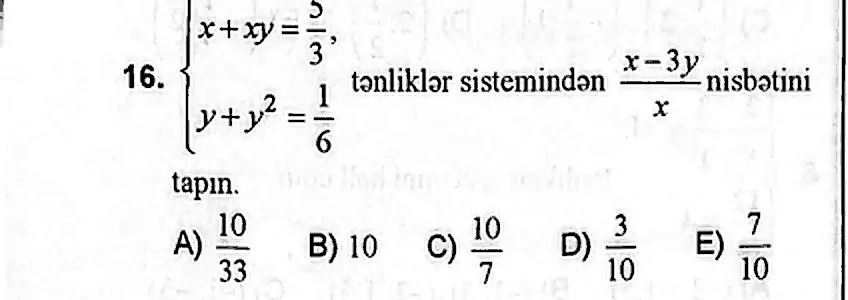 16. { x + xy = 5/3,
y + y² = 1/6 tənliklər sistemindən (x − 3y)/x nisbətini
tapın.
A) 10/33 B) 10 C) 10/7 D) 3/10 E) 7/10